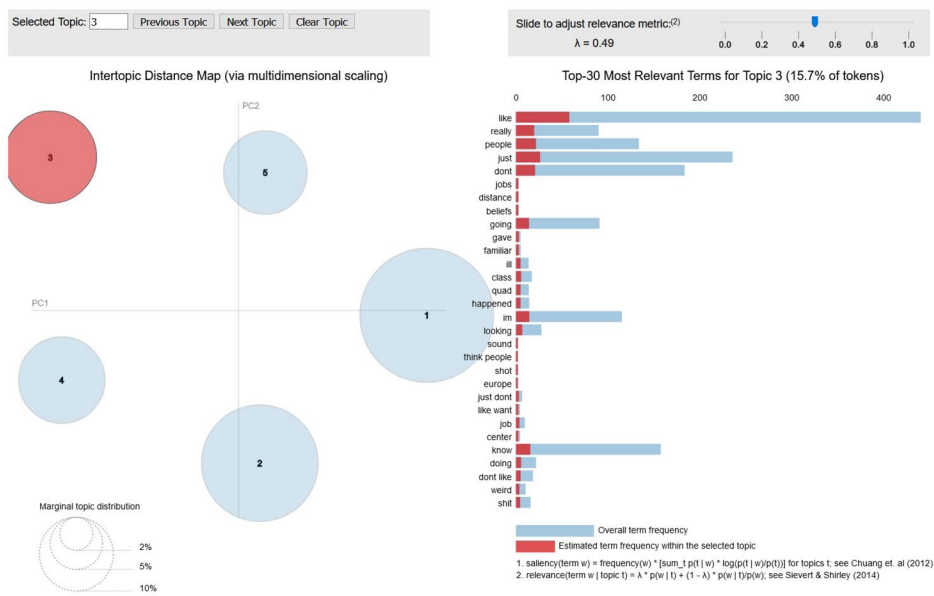 Selected Topic: 3 Previous Topic Next Topic Clear Topic
Slide to adjust relevance metric:(2)
λ = 0.49
0.0 0.2 0.4 0.6 0.8 1.0
Intertopic Distance Map (via multidimensional scaling)
PC2
PC1
3
5
1
4
2
Marginal topic distribution
2%
5%
10%
Top-30 Most Relevant Terms for Topic 3 (15.7% of tokens)
0 100 200 300 400
like
really
people
just
dont
jobs
distance
beliefs
going
gave
familiar
ill
class
quad
happened
im
looking
sound
think people
shot
europe
just dont
like want
job
center
know
doing
dont like
weird
shit
Overall term frequency
Estimated term frequency within the selected topic
1. saliency(term w) = frequency(w) * [sum_t p(t | w) * log(p(t | w)/p(t))] for topics t; see Chuang et. al (2012)
2. relevance(term w | topic t) = λ * p(w | t) + (1 - λ) * p(w | t)/p(w); see Sievert & Shirley (2014)